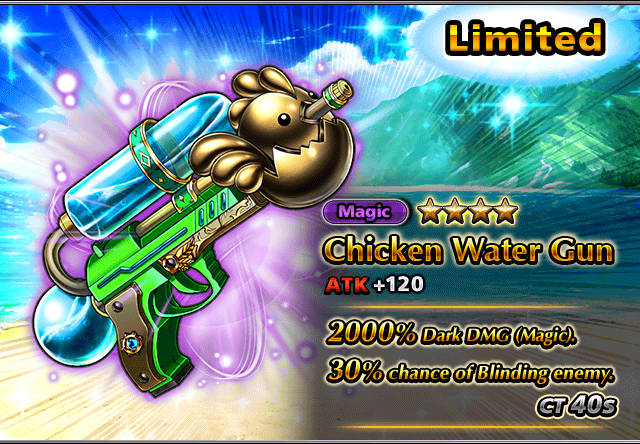 Limited
Magic
Chicken Water Gun
ATK +120
2000% Dark DMG (Magic).
30% chance of Blinding enemy.
CT 40s